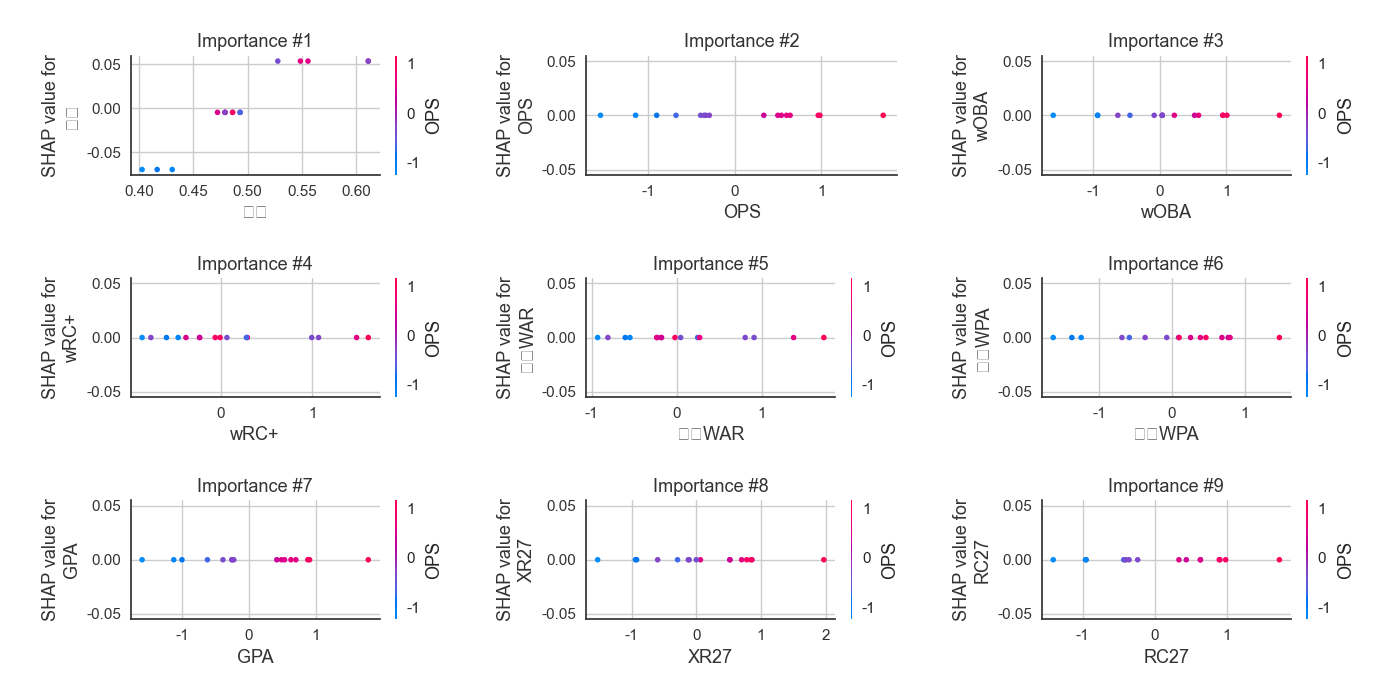 Importance #1
SHAP value for
0.05
0.00
-0.05
0.40
0.45
0.50
0.55
0.60
1
0
-1
OPS
Importance #2
SHAP value for
OPS
0.05
0.00
-0.05
-1
0
1
OPS
Importance #3
SHAP value for
wOBA
0.05
0.00
-0.05
-1
0
1
wOBA
1
0
-1
OPS
Importance #4
SHAP value for
wRC+
0.05
0.00
-0.05
0
1
wRC+
1
0
-1
OPS
Importance #5
SHAP value for
WAR
0.05
0.00
-0.05
-1
0
1
WAR
1
0
-1
OPS
Importance #6
SHAP value for
WPA
0.05
0.00
-0.05
-1
0
1
WPA
1
0
-1
OPS
Importance #7
SHAP value for
GPA
0.05
0.00
-0.05
-1
0
1
GPA
1
0
-1
OPS
Importance #8
SHAP value for
XR27
0.05
0.00
-0.05
-1
0
1
2
XR27
1
0
-1
OPS
Importance #9
SHAP value for
RC27
0.05
0.00
-0.05
-1
0
1
RC27
1
0
-1
OPS